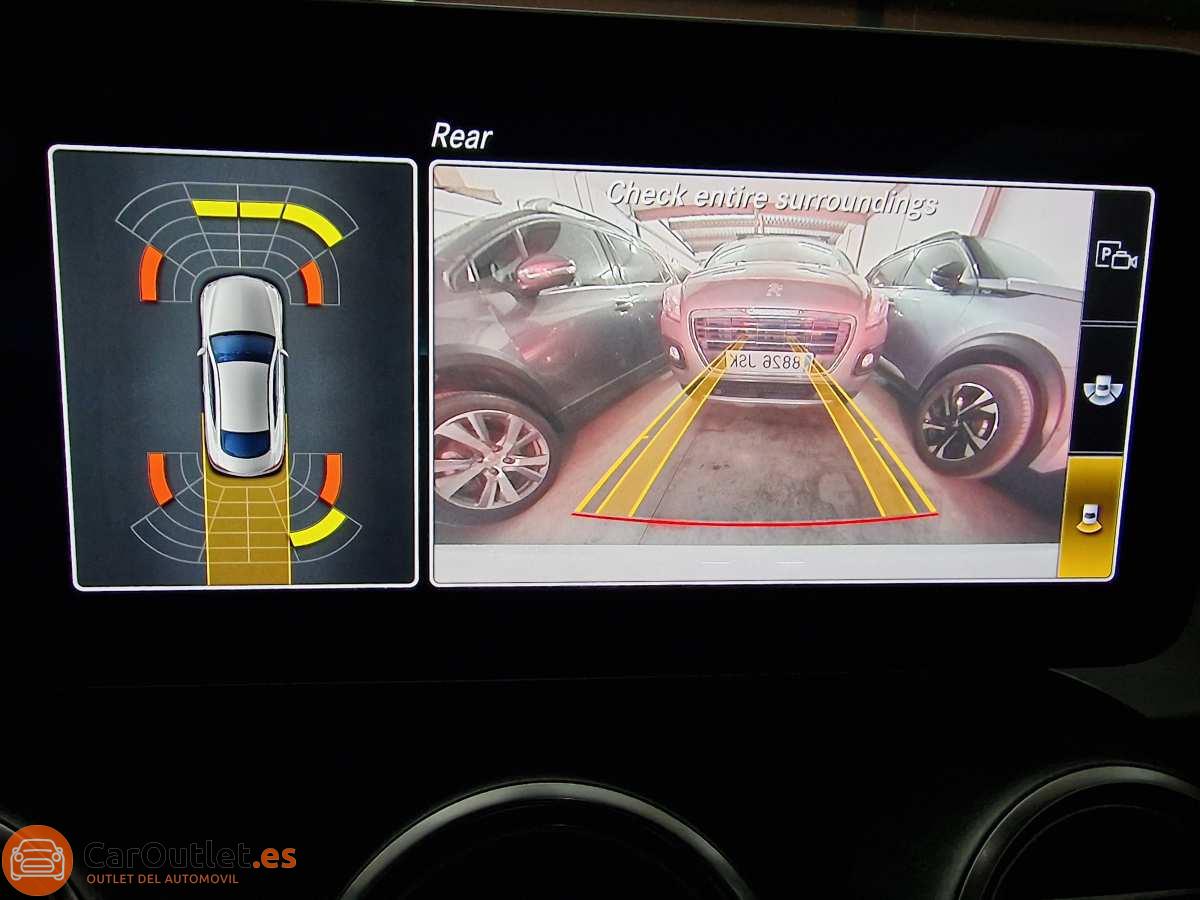 Rear
Check entire surroundings
P
8826 JSK
CarOutlet.es
OUTLET DEL AUTOMOVIL